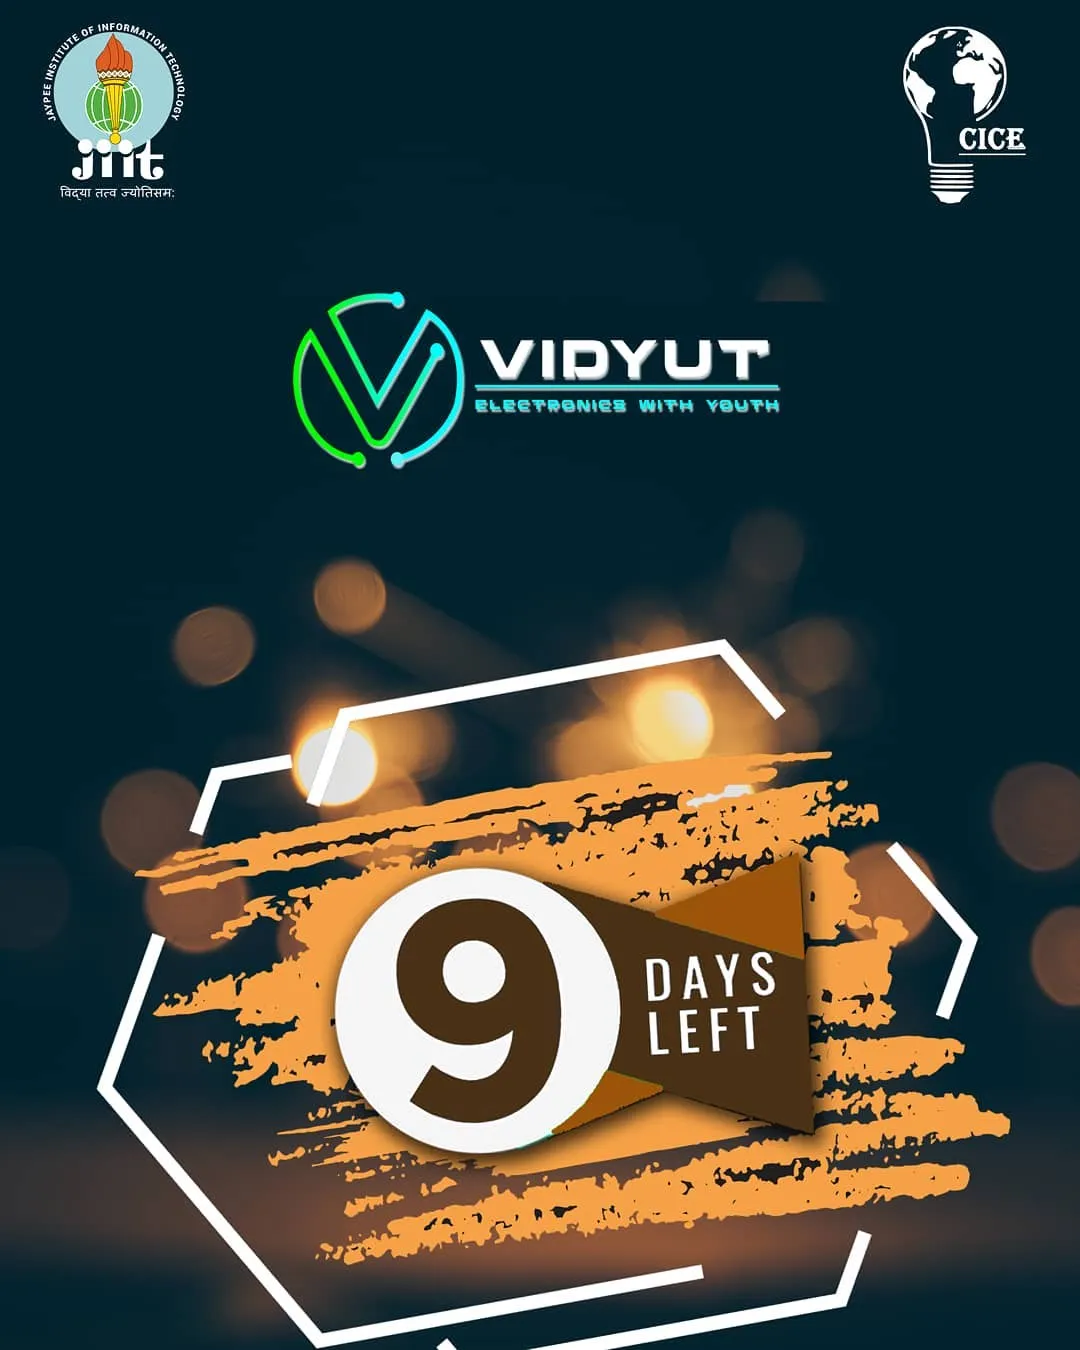 JAYPEE INSTITUTE OF INFORMATION TECHNOLOGY
jiit
विद्या तत्व ज्योतिसम:
CICE
VIDYUT
ELECTRONICS WITH YOUTH
9
DAYS
LEFT